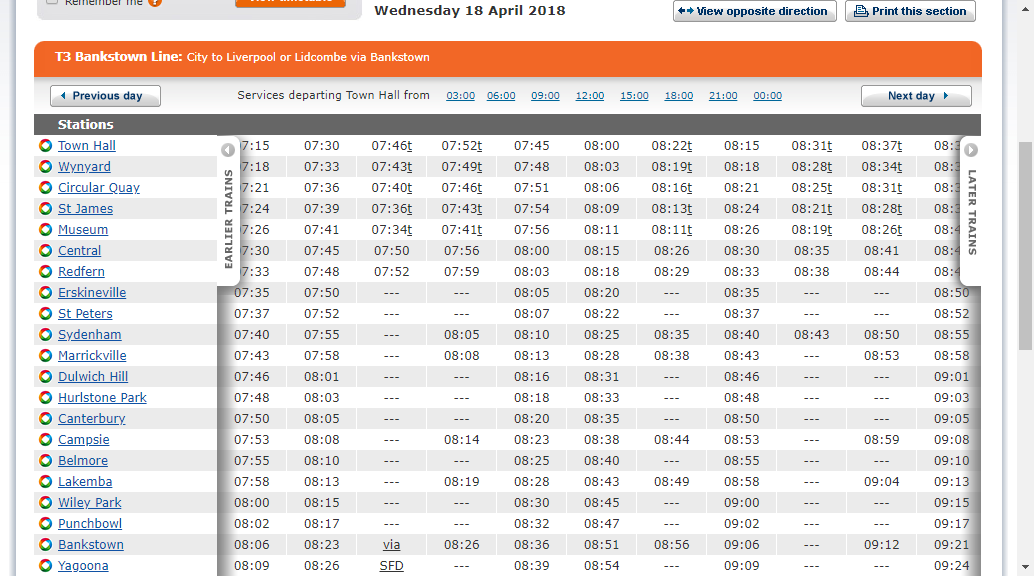 Remember me ?
Wednesday 18 April 2018
View opposite direction
Print this section
T3 Bankstown Line: City to Liverpool or Lidcombe via Bankstown
Previous day
Services departing Town Hall from 03:00 06:00 09:00 12:00 15:00 18:00 21:00 00:00
Next day
Stations
EARLIER TRAINS
LATER TRAINS
Town Hall 07:15 07:30 07:46t 07:52t 07:45 08:00 08:22t 08:15 08:31t 08:37t
Wynyard 07:18 07:33 07:43t 07:49t 07:48 08:03 08:19t 08:18 08:28t 08:34t
Circular Quay 07:21 07:36 07:40t 07:46t 07:51 08:06 08:16t 08:21 08:25t 08:31t
St James 07:24 07:39 07:36t 07:43t 07:54 08:09 08:13t 08:24 08:21t 08:28t
Museum 07:26 07:41 07:34t 07:41t 07:56 08:11 08:11t 08:26 08:19t 08:26t
Central 07:30 07:45 07:50 07:56 08:00 08:15 08:26 08:30 08:35 08:41
Redfern 07:33 07:48 07:52 07:59 08:03 08:18 08:29 08:33 08:38 08:44
Erskineville 07:35 07:50 --- --- 08:05 08:20 --- 08:35 --- --- 08:50
St Peters 07:37 07:52 --- --- 08:07 08:22 --- 08:37 --- --- 08:52
Sydenham 07:40 07:55 --- 08:05 08:10 08:25 08:35 08:40 08:43 08:50 08:55
Marrickville 07:43 07:58 --- 08:08 08:13 08:28 08:38 08:43 --- 08:53 08:58
Dulwich Hill 07:46 08:01 --- --- 08:16 08:31 --- 08:46 --- --- 09:01
Hurlstone Park 07:48 08:03 --- --- 08:18 08:33 --- 08:48 --- --- 09:03
Canterbury 07:50 08:05 --- --- 08:20 08:35 --- 08:50 --- --- 09:05
Campsie 07:53 08:08 --- 08:14 08:23 08:38 08:44 08:53 --- 08:59 09:08
Belmore 07:55 08:10 --- --- 08:25 08:40 --- 08:55 --- --- 09:10
Lakemba 07:58 08:13 --- 08:19 08:28 08:43 08:49 08:58 --- 09:04 09:13
Wiley Park 08:00 08:15 --- --- 08:30 08:45 --- 09:00 --- --- 09:15
Punchbowl 08:02 08:17 --- --- 08:32 08:47 --- 09:02 --- --- 09:17
Bankstown 08:06 08:23 via 08:26 08:36 08:51 08:56 09:06 --- 09:12 09:21
Yagoona 08:09 08:26 SFD --- 08:39 08:54 --- 09:09 --- --- 09:24